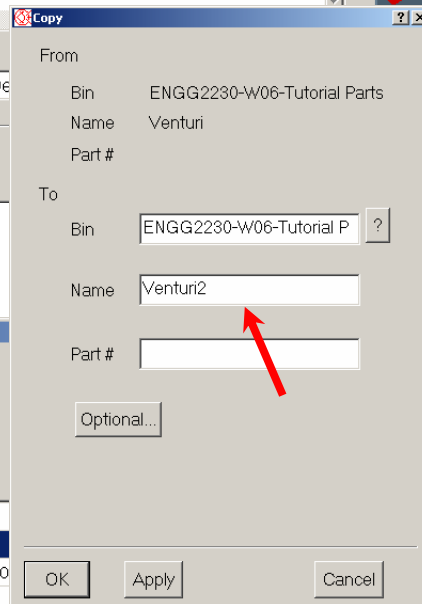 Copy
From
Bin ENGG2230-W06-Tutorial Parts
Name Venturi
Part #
To
Bin ENGG2230-W06-Tutorial P ?
Name Venturi2
Part #
Optional...
OK Apply Cancel